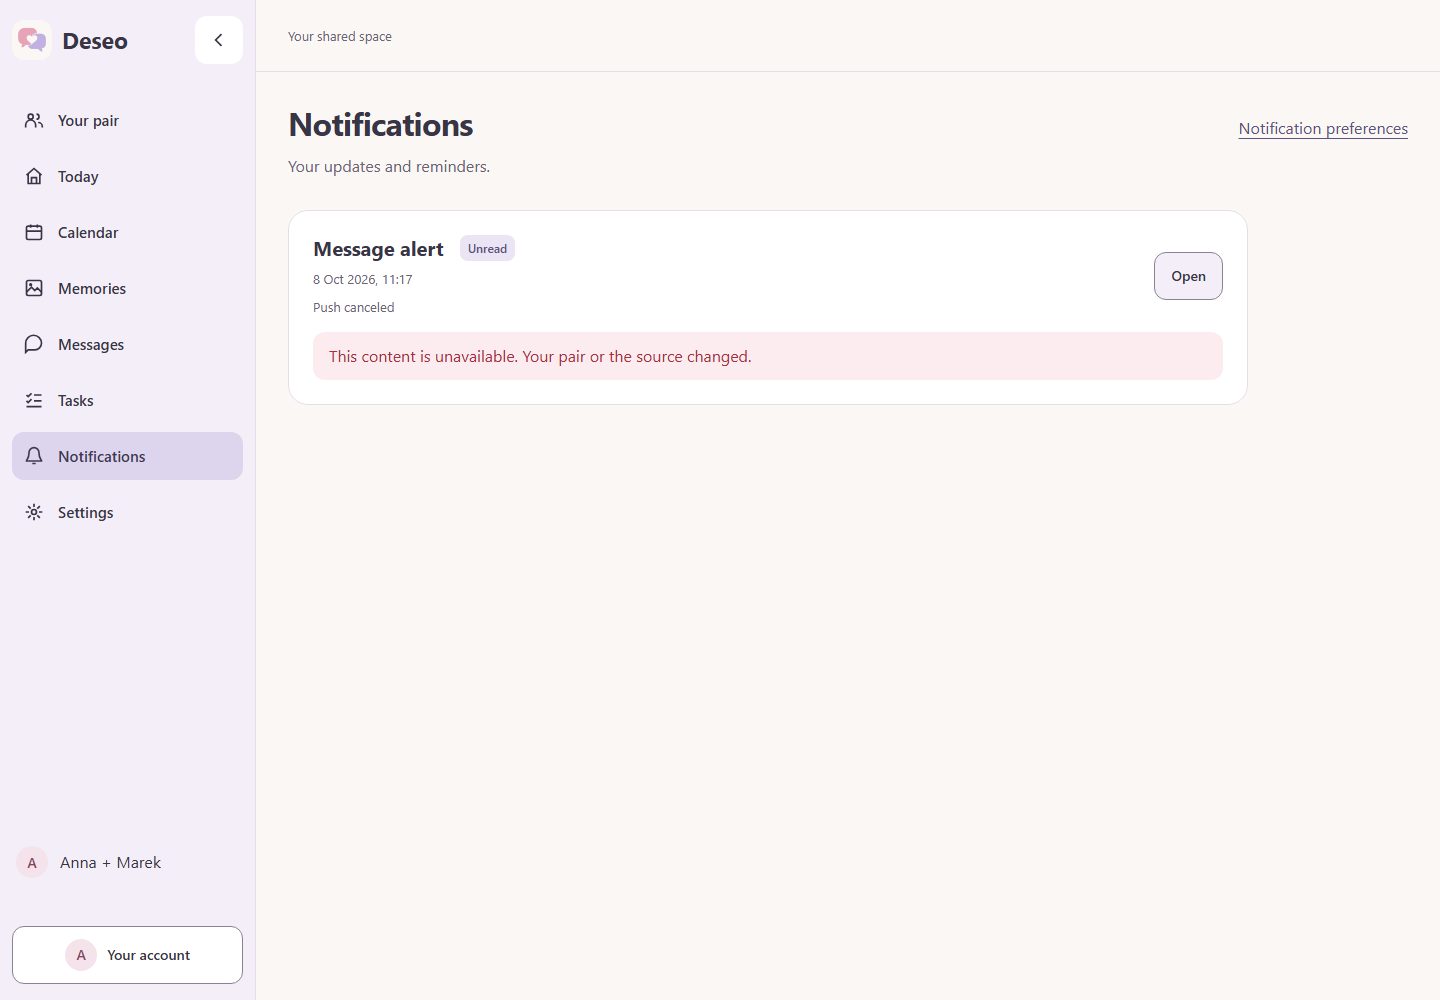 Deseo
Your pair
Today
Calendar
Memories
Messages
Tasks
Notifications
Settings
A
Anna + Marek
A
Your account
Your shared space
Notifications
Notification preferences
Your updates and reminders.
Message alert
Unread
8 Oct 2026, 11:17
Push canceled
Open
This content is unavailable. Your pair or the source changed.